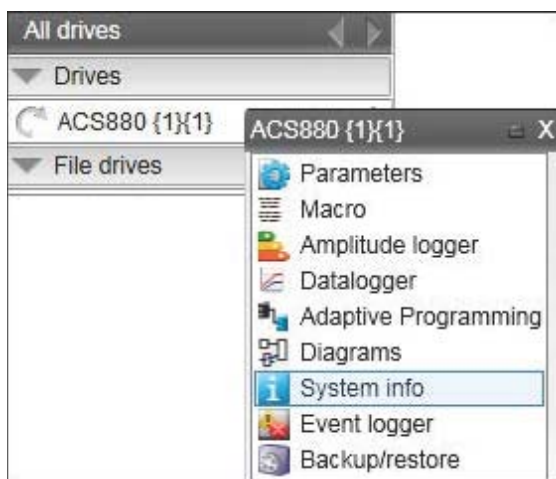 All drives
Drives
ACS880 {1}{1}
File drives
ACS880 {1}{1}
X
Parameters
Macro
Amplitude logger
Datalogger
Adaptive Programming
Diagrams
System info
Event logger
Backup/restore